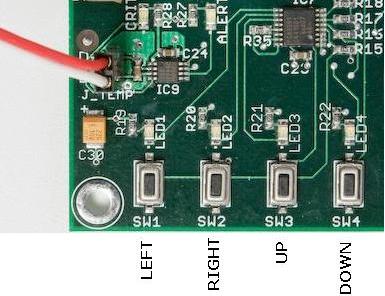 CRIT
R28
R27
ALERT
IC7
R18
R17
R16
R15
R35
C24
C23
J_TEMP
IC9
R19
LED1
R20
LED2
R21
LED3
R22
LED4
C30
SW1
SW2
SW3
SW4
LEFT
RIGHT
UP
DOWN